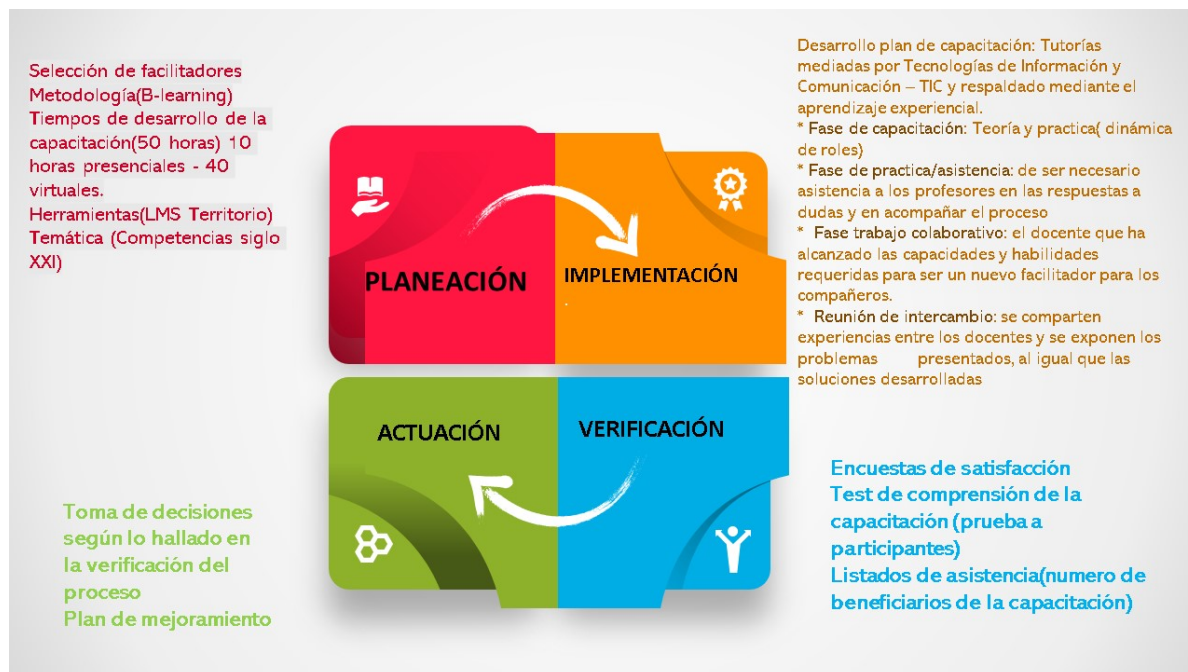 Selección de facilitadores
Metodología(B-learning)
Tiempos de desarrollo de la
capacitación(50 horas) 10
horas presenciales - 40
virtuales.
Herramientas(LMS Territorio)
Temática (Competencias siglo
XXI)
PLANEACIÓN
IMPLEMENTACIÓN
.
Desarrollo plan de capacitación: Tutorías
mediadas por Tecnologías de Información y
Comunicación – TIC y respaldado mediante el
aprendizaje experiencial.
* Fase de capacitación: Teoría y practica( dinámica
de roles)
* Fase de practica/asistencia: de ser necesario
asistencia a los profesores en las respuestas a
dudas y en acompañar el proceso
* Fase trabajo colaborativo: el docente que ha
alcanzado las capacidades y habilidades
requeridas para ser un nuevo facilitador para los
compañeros.
* Reunión de intercambio: se comparten
experiencias entre los docentes y se exponen los
problemas presentados, al igual que las
soluciones desarrolladas
ACTUACIÓN
VERIFICACIÓN
Toma de decisiones
según lo hallado en
la verificación del
proceso
Plan de mejoramiento
Encuestas de satisfacción
Test de comprensión de la
capacitación (prueba a
participantes)
Listados de asistencia(numero de
beneficiarios de la capacitación)